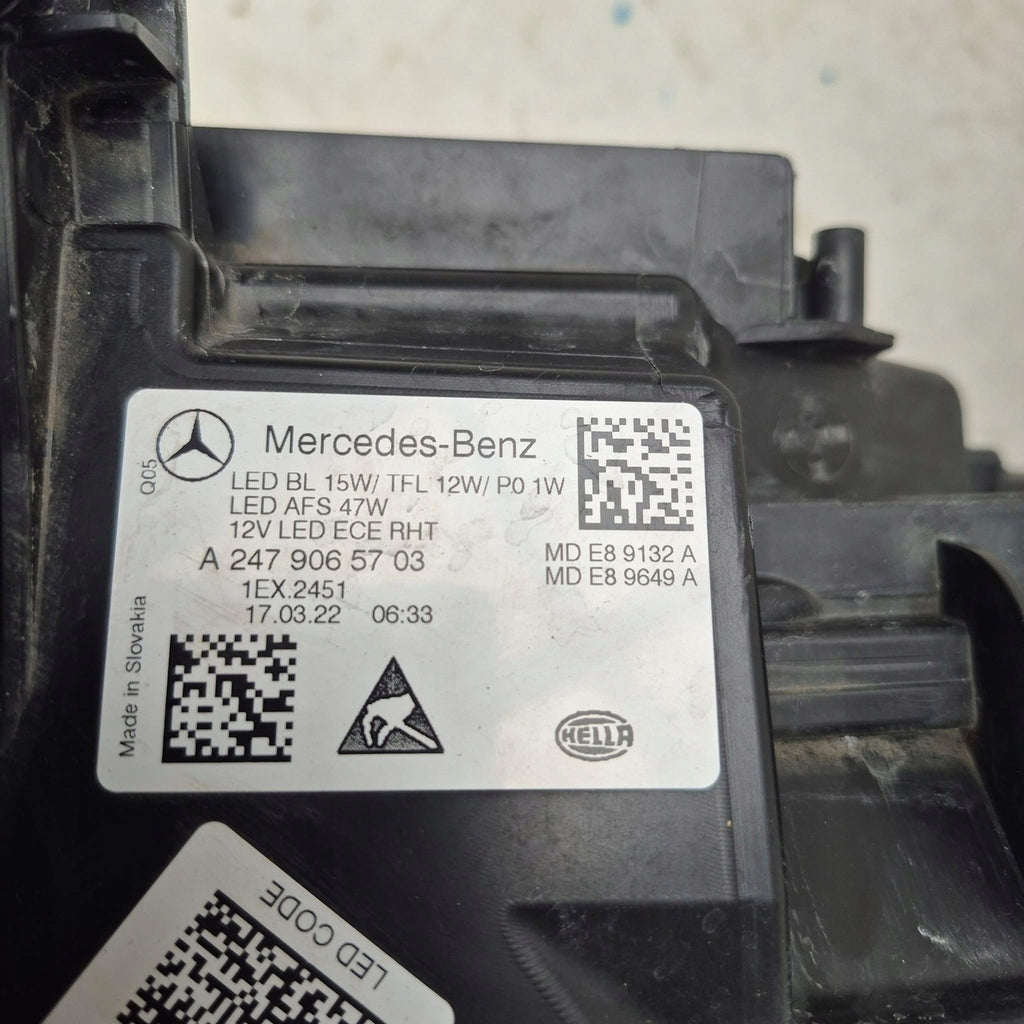 Mercedes-Benz
Q05
LED BL 15W/ TFL 12W/ P0 1W
LED AFS 47W
12V LED ECE RHT
A 247 906 57 03
MD E8 9132 A
MD E8 9649 A
1EX.2451
17.03.22 06:33
Made in Slovakia
HELLA
LED CODE